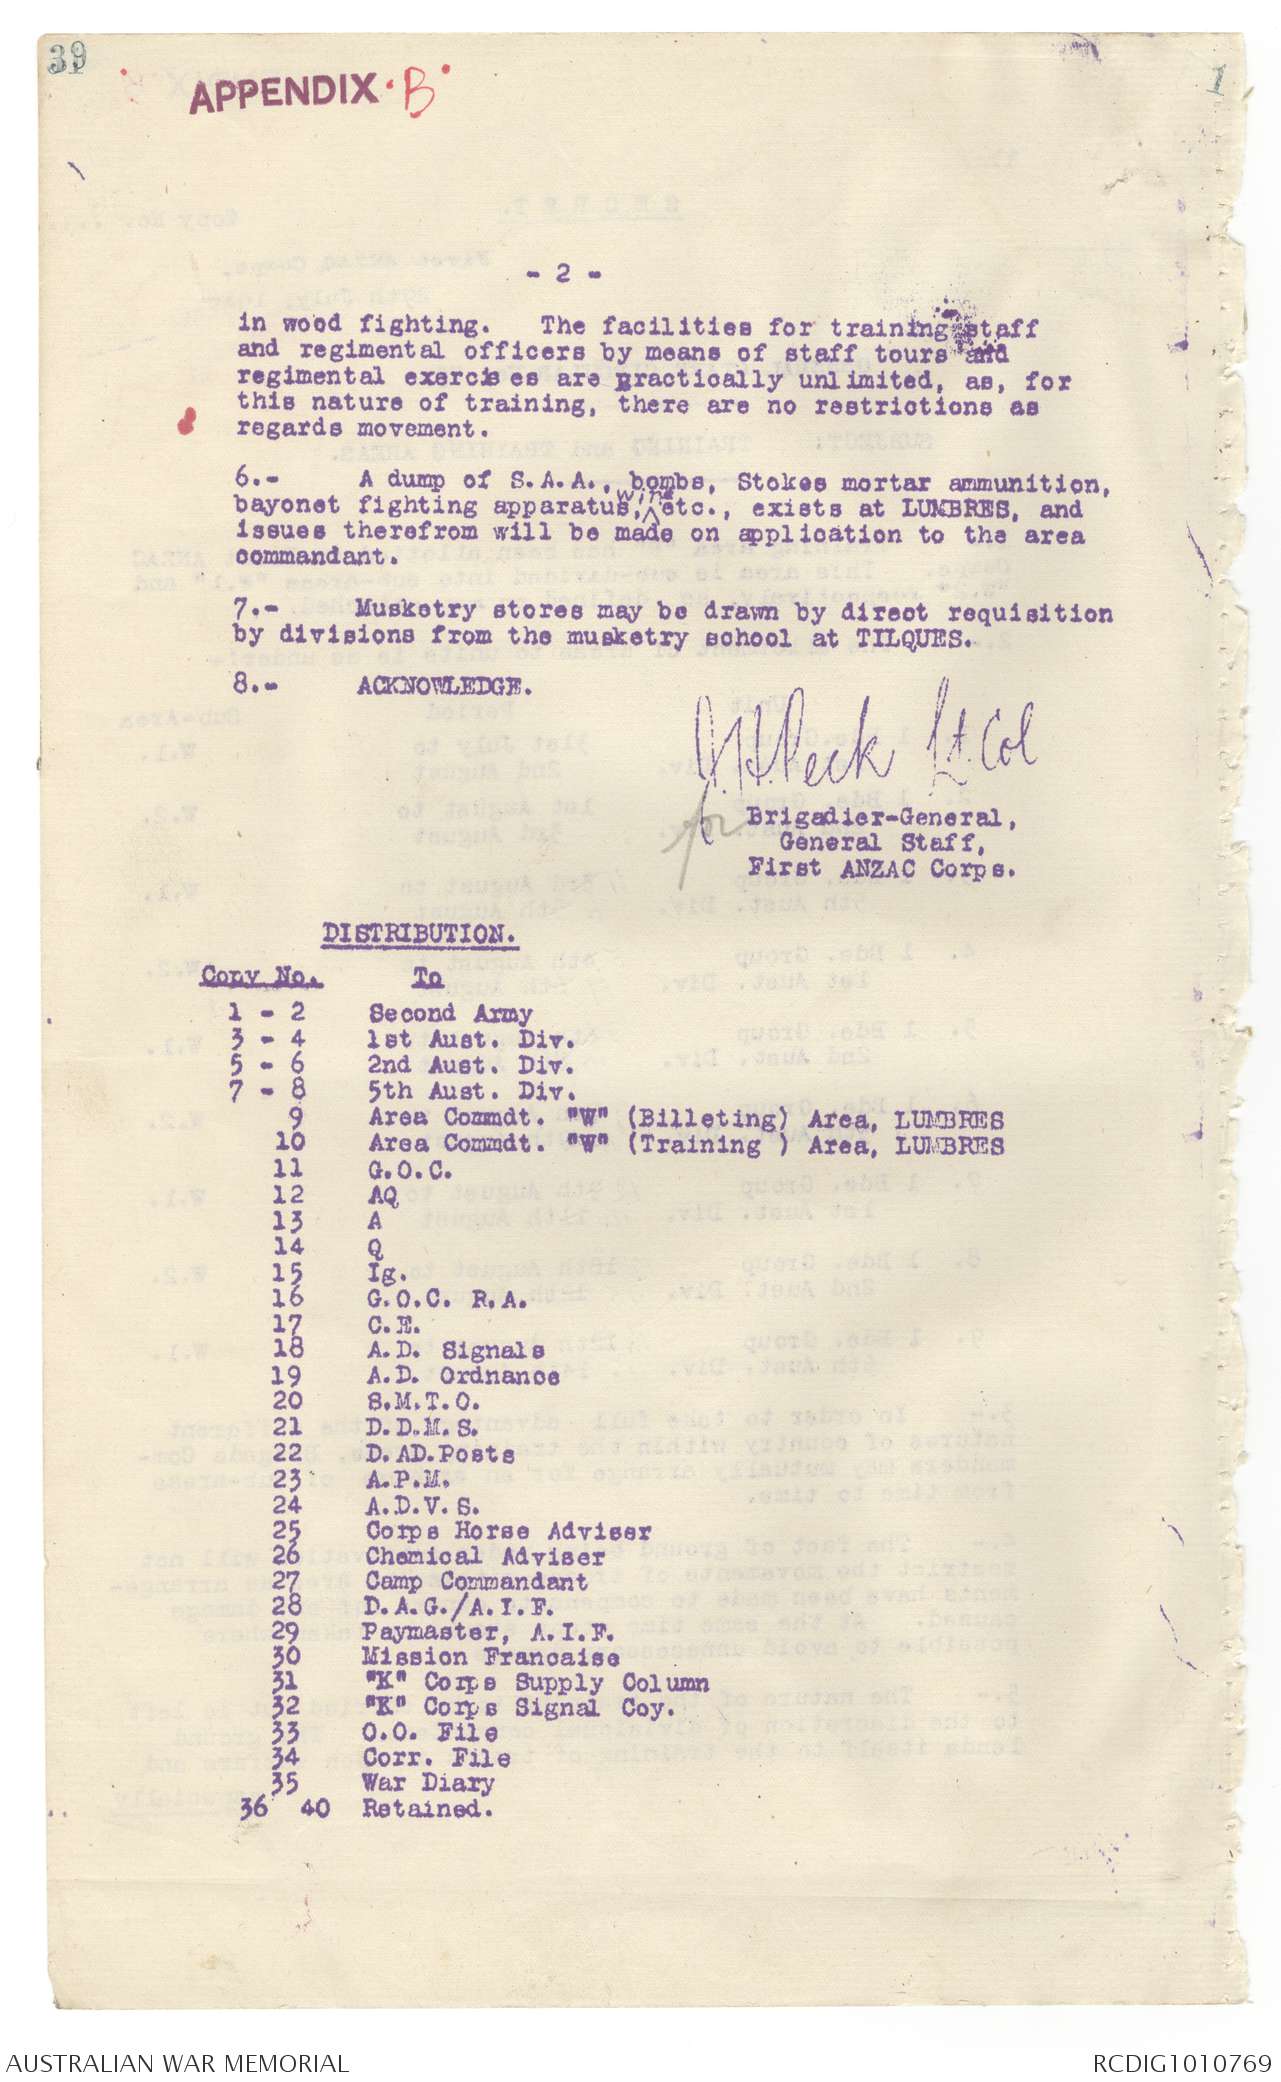 39
1
APPENDIX "B"
- 2 -
in wood fighting. The facilities for training staff
and regimental officers by means of staff tours and
regimental exercises are practically unlimited, as, for
this nature of training, there are no restrictions as
regards movement.
6.- A dump of S.A.A., bombs, Stokes mortar ammunition,
bayonet fighting apparatus, wire etc., exists at LUMBRES, and
issues therefrom will be made on application to the area
commandant.
7.- Musketry stores may be drawn by direct requisition
by divisions from the musketry school at TILQUES.
8.- ACKNOWLEDGE.
J.H.Peck Lt. Col
for
Brigadier-General,
General Staff,
First ANZAC Corps.
DISTRIBUTION.
Copy No. To
1 - 2 Second Army
3 - 4 1st Aust. Div.
5 - 6 2nd Aust. Div.
7 - 8 5th Aust. Div.
9 Area Commdt. "W" (Billeting) Area, LUMBRES
10 Area Commdt. "W" (Training ) Area, LUMBRES
11 G.O.C.
12 AQ
13 A
14 Q
15 Ig.
16 G.O.C. R.A.
17 C.E.
18 A.D. Signals
19 A.D. Ordnance
20 S.M.T.O.
21 D.D.M.S.
22 D.AD.Posts
23 A.P.M.
24 A.D.V.S.
25 Corps Horse Adviser
26 Chemical Adviser
27 Camp Commandant
28 D.A.G./A.I.F.
29 Paymaster, A.I.F.
30 Mission Francaise
31 "K" Corps Supply Column
32 "K" Corps Signal Coy.
33 O.O. File
34 Corr. File
35 War Diary
36 40 Retained.
AUSTRALIAN WAR MEMORIAL
RCDIG1010769